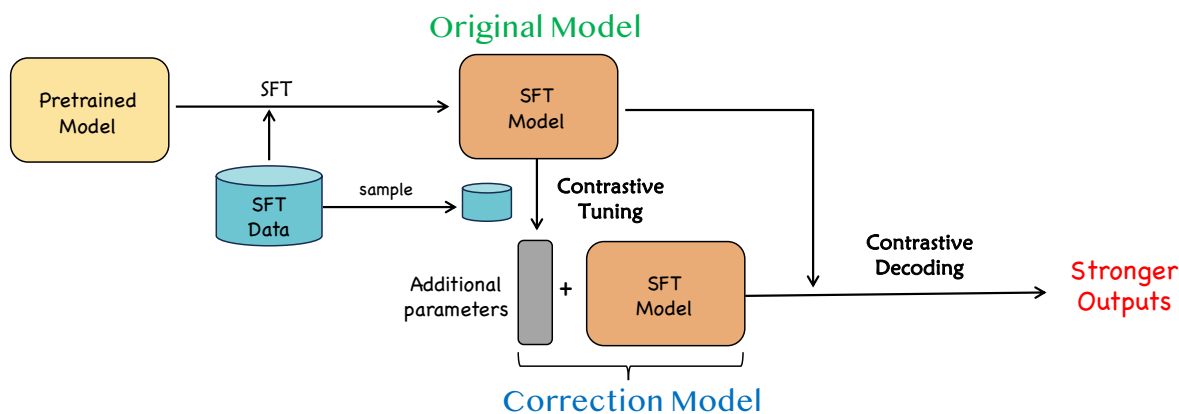 Original Model
Pretrained
Model
SFT
SFT
Model
SFT
Data
sample
Contrastive
Tuning
Additional
parameters
+
SFT
Model
Contrastive
Decoding
Stronger
Outputs
Correction Model